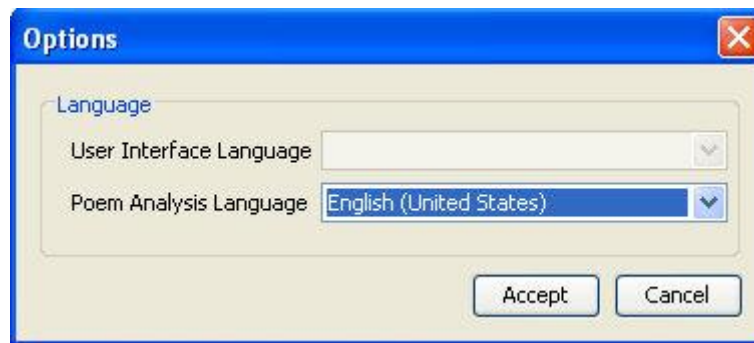 Options
Language
User Interface Language
Poem Analysis Language English (United States)
Accept Cancel